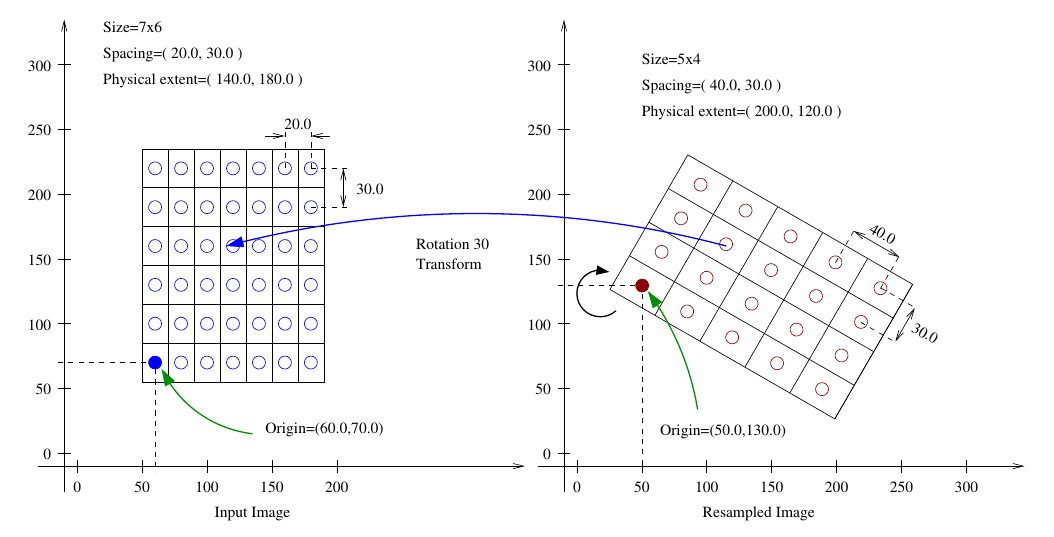 Size=7x6
Spacing=( 20.0, 30.0 )
Physical extent=( 140.0, 180.0 )
300
250
200
150
100
50
0
20.0
30.0
Rotation 30
Transform
Origin=(60.0,70.0)
0 50 100 150 200
Input Image
Size=5x4
Spacing=( 40.0, 30.0 )
Physical extent=( 200.0, 120.0 )
300
250
200
150
100
50
0
40.0
30.0
Origin=(50.0,130.0)
0 50 100 150 200 250 300
Resampled Image